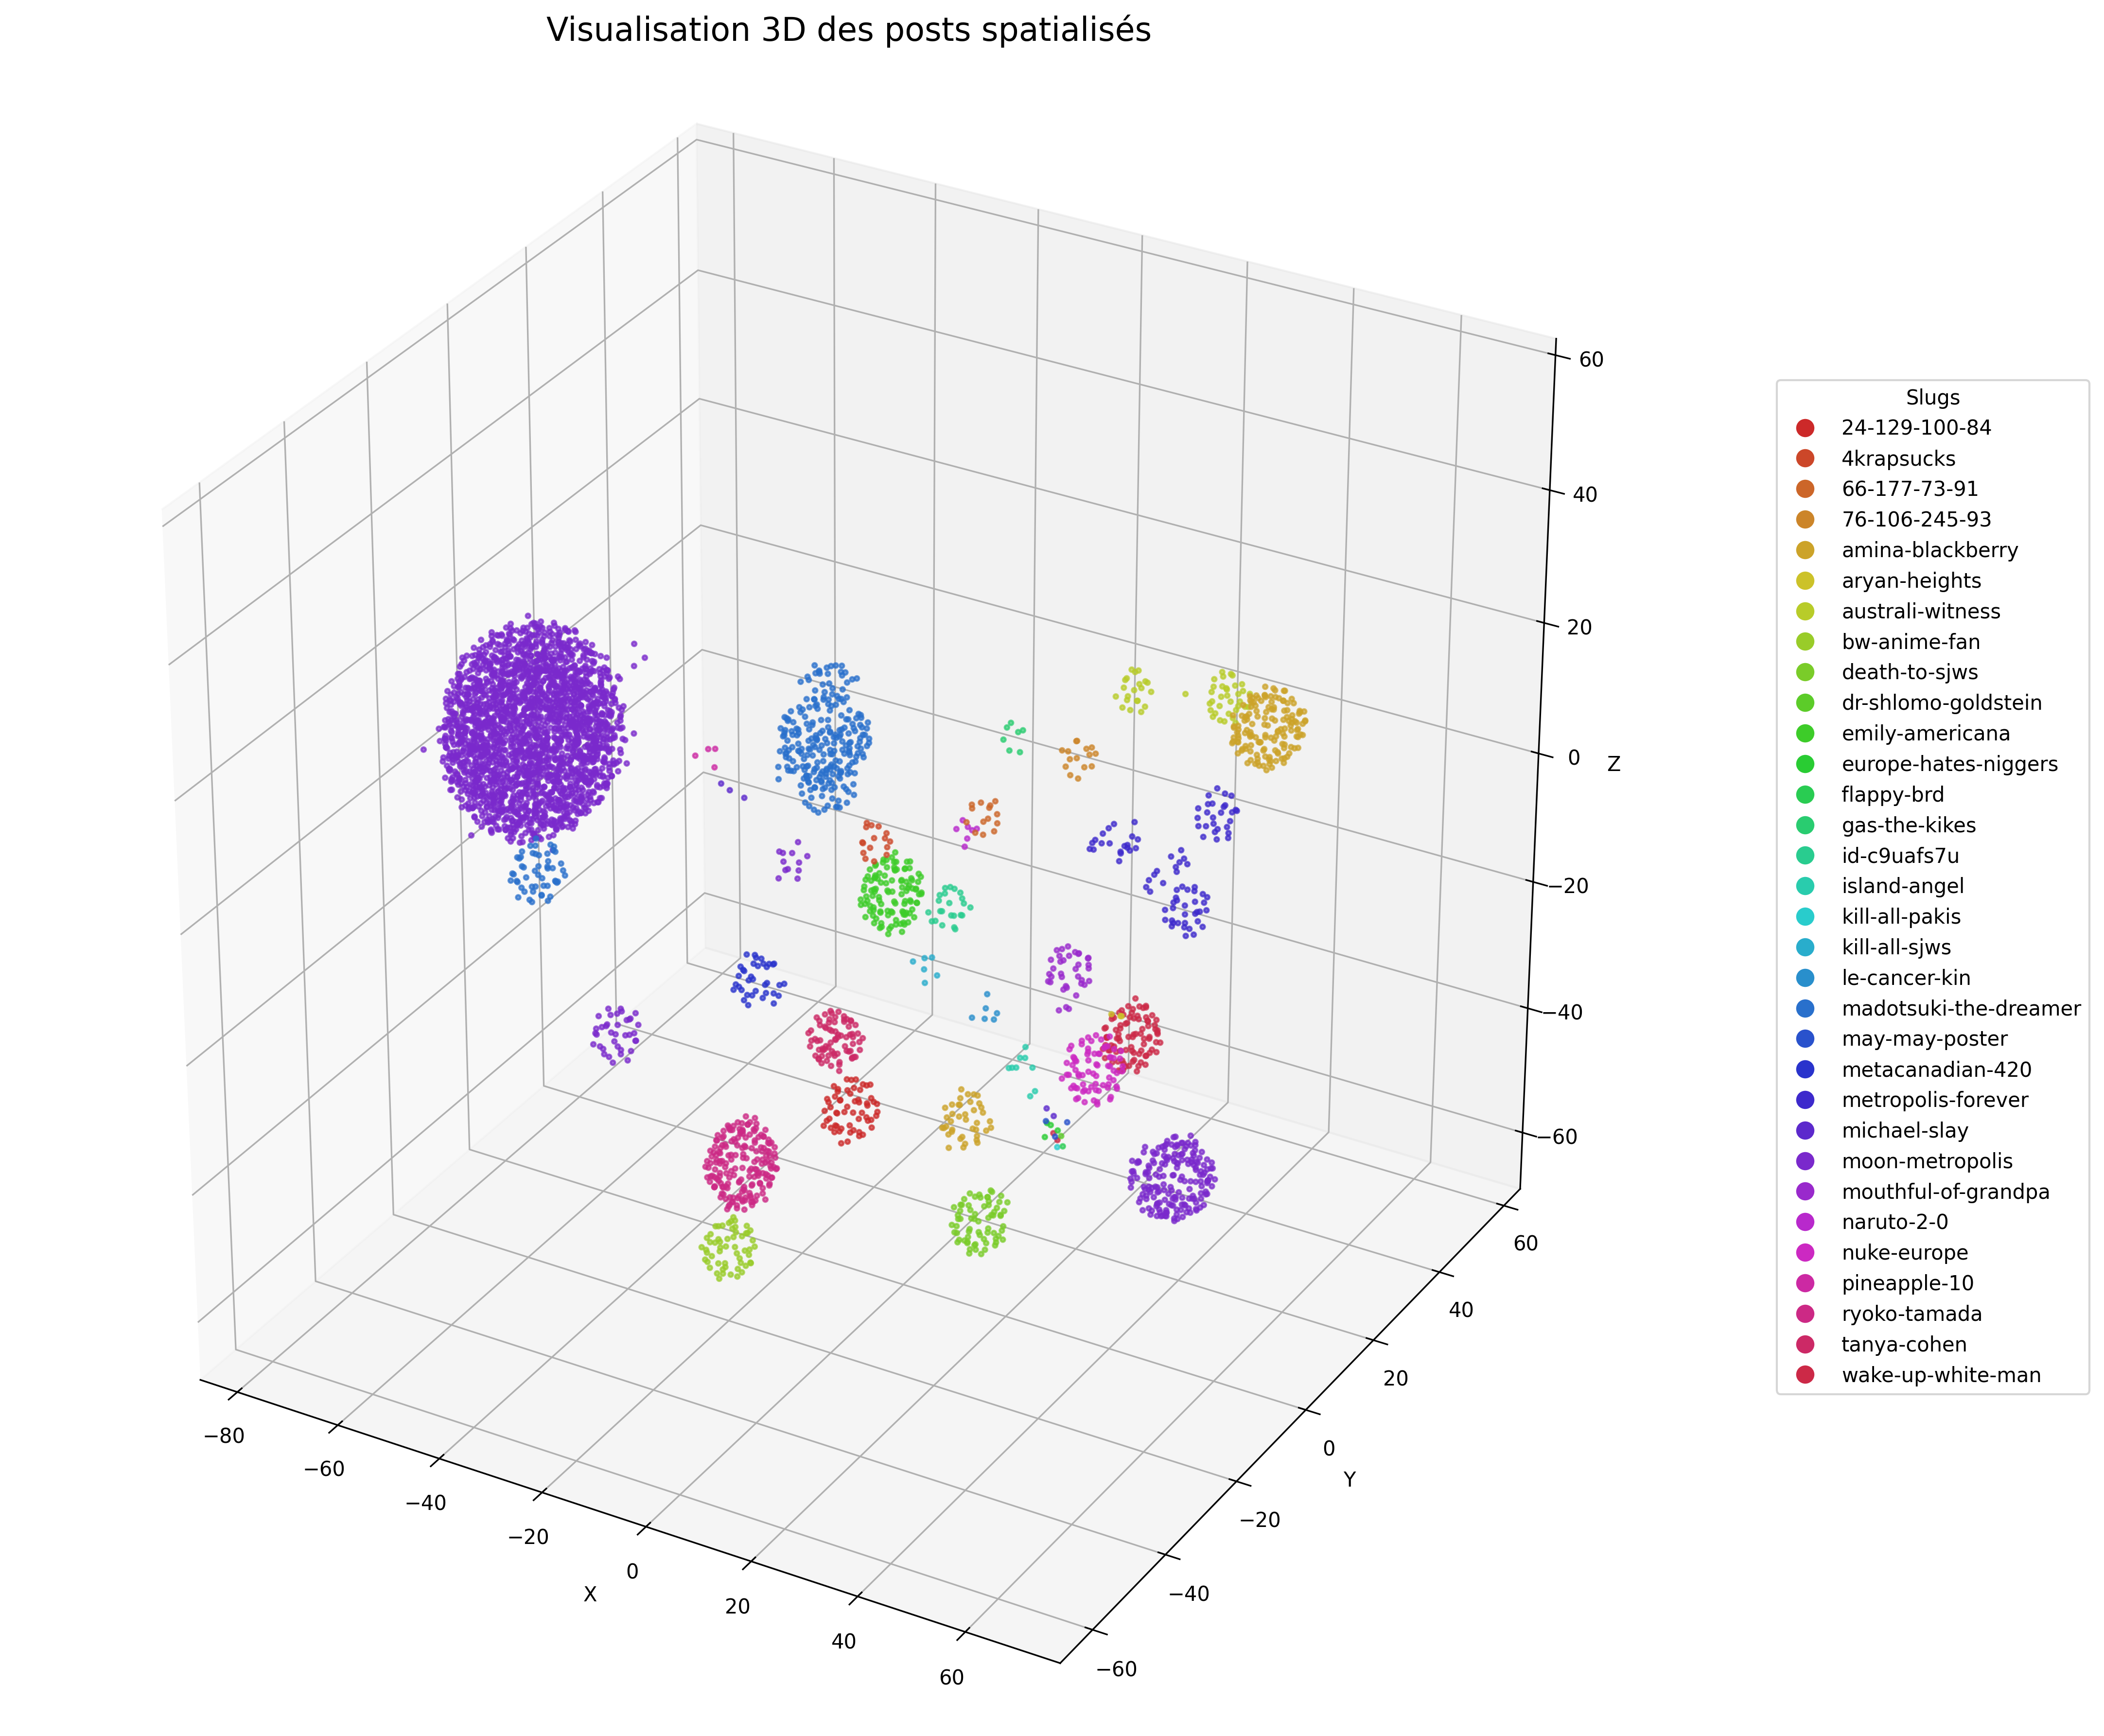 Visualisation 3D des posts spatialisés
60
40
20
0
Z
−20
−40
−60
−80
−60
−40
−20
0
20
40
60
X
60
40
20
0
Y
−20
−40
−60
Slugs
24-129-100-84
4krapsucks
66-177-73-91
76-106-245-93
amina-blackberry
aryan-heights
australi-witness
bw-anime-fan
death-to-sjws
dr-shlomo-goldstein
emily-americana
europe-hates-niggers
flappy-brd
gas-the-kikes
id-c9uafs7u
island-angel
kill-all-pakis
kill-all-sjws
le-cancer-kin
madotsuki-the-dreamer
may-may-poster
metacanadian-420
metropolis-forever
michael-slay
moon-metropolis
mouthful-of-grandpa
naruto-2-0
nuke-europe
pineapple-10
ryoko-tamada
tanya-cohen
wake-up-white-man